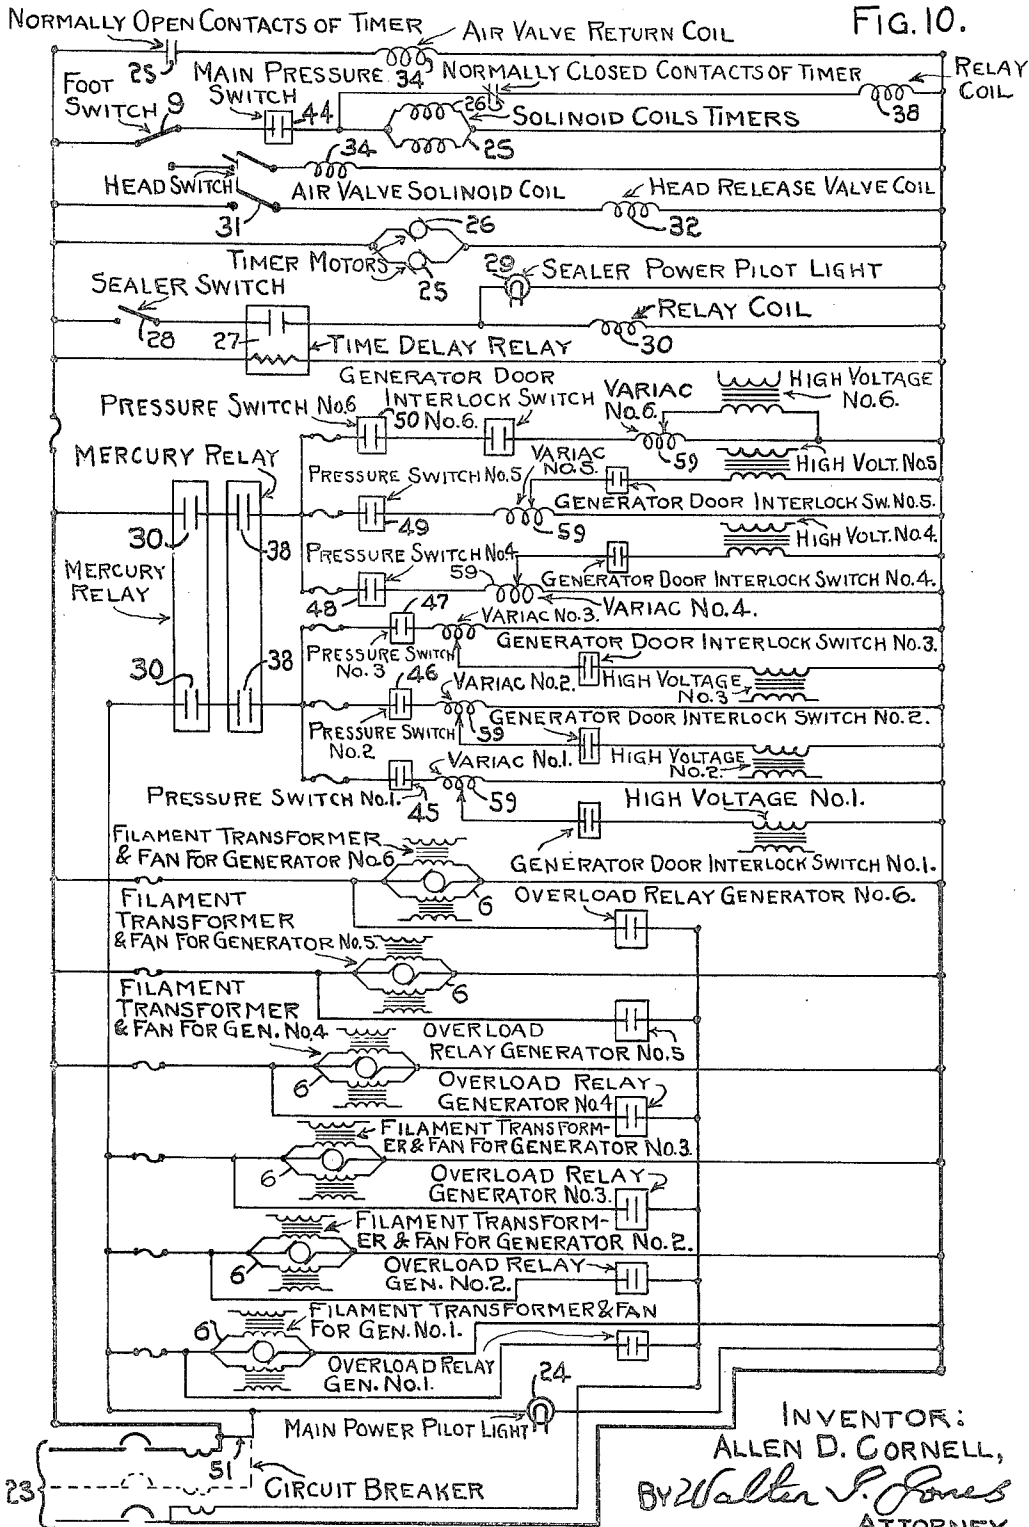 FIG. 10.
NORMALLY OPEN CONTACTS OF TIMER
AIR VALVE RETURN COIL
25
34
MAIN PRESSURE
SWITCH
NORMALLY CLOSED CONTACTS OF TIMER
RELAY
COIL
FOOT
SWITCH
9
44
26
38
SOLINOID COILS TIMERS
25
34
HEAD SWITCH
AIR VALVE SOLINOID COIL
HEAD RELEASE VALVE COIL
31
32
26
TIMER MOTORS
25
29
SEALER POWER PILOT LIGHT
SEALER SWITCH
RELAY COIL
28
27
30
TIME DELAY RELAY
GENERATOR DOOR
INTERLOCK SWITCH
No.6.
PRESSURE SWITCH No.6
50
VARIAC
No.6.
HIGH VOLTAGE
No.6.
59
MERCURY RELAY
PRESSURE SWITCH No.5
VARIAC
No.5.
HIGH VOLT. No5
GENERATOR DOOR INTERLOCK SW. No.5.
49
59
30
38
HIGH VOLT. No.4
PRESSURE SWITCH No.4
MERCURY
RELAY
59
GENERATOR DOOR INTERLOCK SWITCH No.4.
48
VARIAC No.4.
47
VARIAC No.3.
GENERATOR DOOR INTERLOCK SWITCH No.3.
PRESSURE SWITCH
No.3
30
38
46
VARIAC No.2.
HIGH VOLTAGE
No.3
GENERATOR DOOR INTERLOCK SWITCH No.2.
PRESSURE SWITCH
No.2
59
VARIAC No.1.
HIGH VOLTAGE
No.2.
PRESSURE SWITCH No.1.
45
59
HIGH VOLTAGE No.1.
FILAMENT TRANSFORMER
& FAN FOR GENERATOR No.6
GENERATOR DOOR INTERLOCK SWITCH No.1.
6
OVERLOAD RELAY GENERATOR No.6.
FILAMENT
TRANSFORMER
& FAN FOR GENERATOR No.5.
6
FILAMENT
TRANSFORMER
& FAN FOR GEN. No.4
OVERLOAD
RELAY GENERATOR No.5
6
OVERLOAD RELAY
GENERATOR No.4
FILAMENT TRANSFORM-
ER & FAN FOR GENERATOR No.3.
6
OVERLOAD RELAY
GENERATOR No.3.
FILAMENT TRANSFORM-
ER & FAN FOR GENERATOR No.2.
6
OVERLOAD RELAY
GEN. No.2.
FILAMENT TRANSFORMER & FAN
FOR GEN. No.1.
6
OVERLOAD RELAY
GEN. No.1.
24
MAIN POWER PILOT LIGHT
51
23
CIRCUIT BREAKER
INVENTOR:
ALLEN D. CORNELL,
BY Walter S. Jones
ATTORNEY